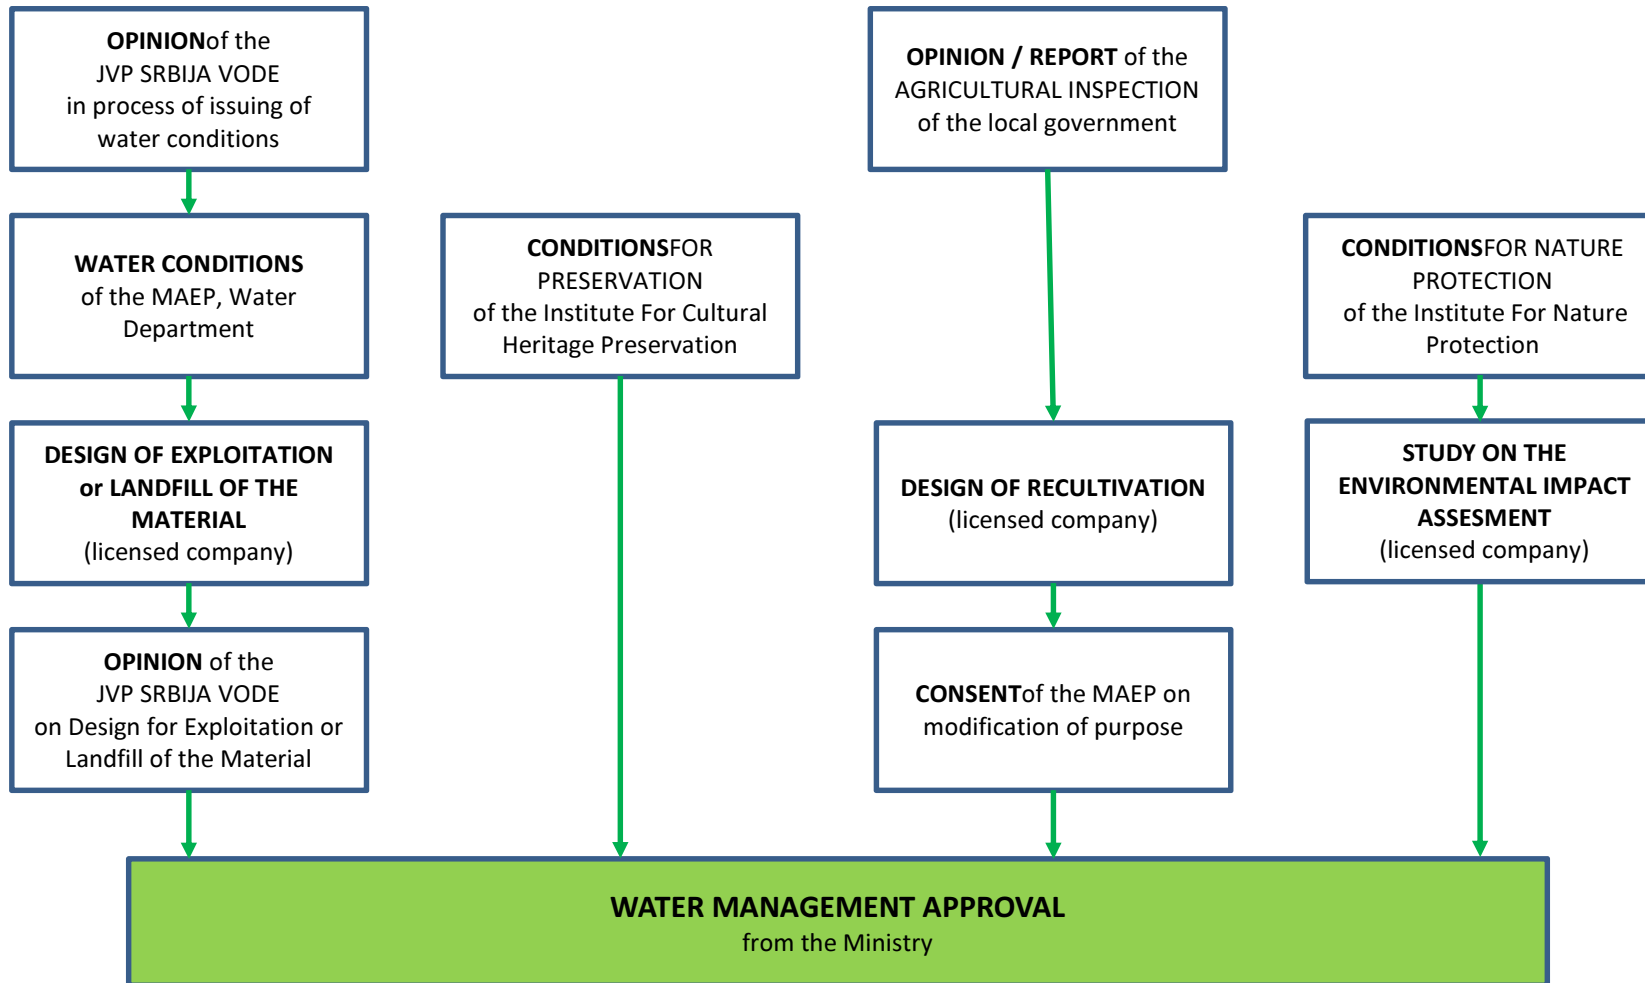 OPINIONof the
JVP SRBIJA VODE
in process of issuing of
water conditions
OPINION / REPORT of the
AGRICULTURAL INSPECTION
of the local government
WATER CONDITIONS
of the MAEP, Water
Department
CONDITIONSFOR
PRESERVATION
of the Institute For Cultural
Heritage Preservation
CONDITIONSFOR NATURE
PROTECTION
of the Institute For Nature
Protection
DESIGN OF EXPLOITATION
or LANDFILL OF THE
MATERIAL
(licensed company)
DESIGN OF RECULTIVATION
(licensed company)
STUDY ON THE
ENVIRONMENTAL IMPACT
ASSESMENT
(licensed company)
OPINION of the
JVP SRBIJA VODE
on Design for Exploitation or
Landfill of the Material
CONSENTof the MAEP on
modification of purpose
WATER MANAGEMENT APPROVAL
from the Ministry